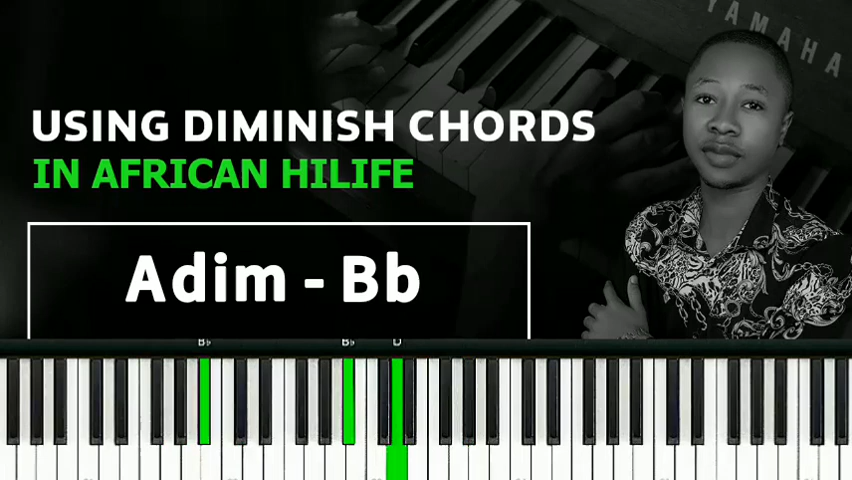 YAMAHA
USING DIMINISH CHORDS
IN AFRICAN HILIFE
Adim - Bb
B♭ B♭ D